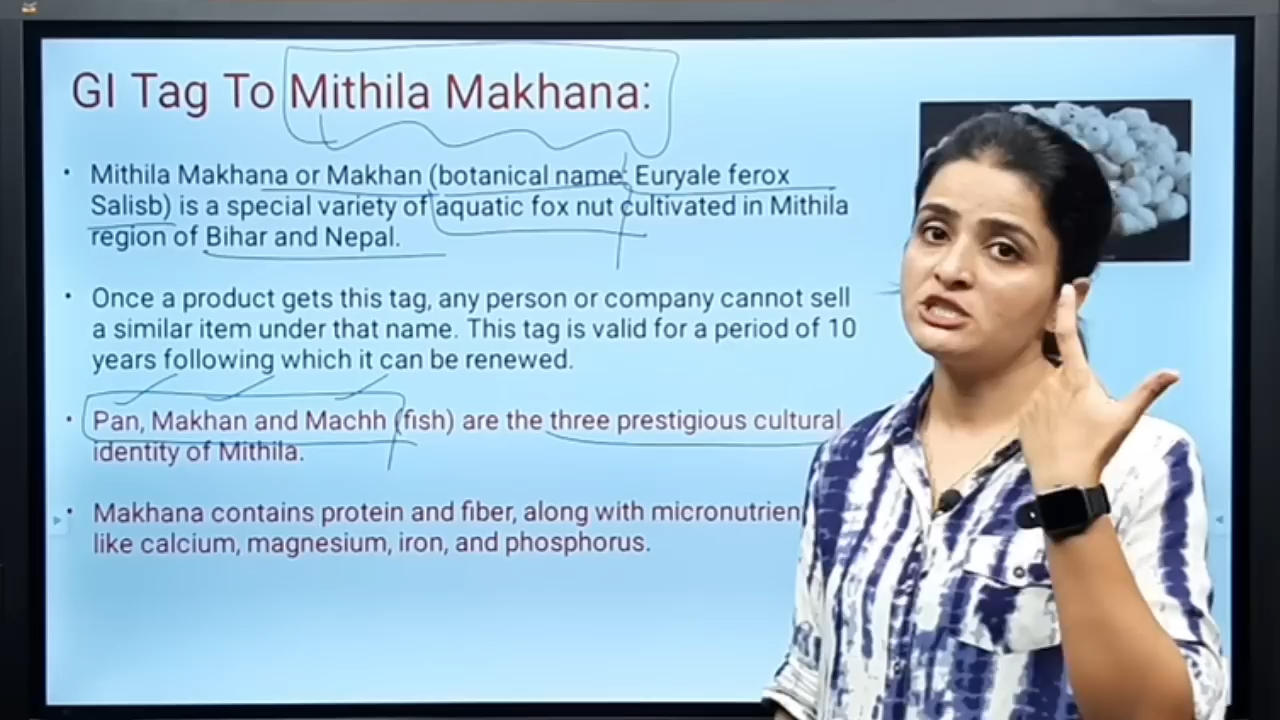 GI Tag To Mithila Makhana:
• Mithila Makhana or Makhan (botanical name: Euryale ferox
Salisb) is a special variety of aquatic fox nut cultivated in Mithila
region of Bihar and Nepal.
• Once a product gets this tag, any person or company cannot sell
a similar item under that name. This tag is valid for a period of 10
years following which it can be renewed.
• Pan, Makhan and Machh (fish) are the three prestigious cultural
identity of Mithila.
• Makhana contains protein and fiber, along with micronutrien
like calcium, magnesium, iron, and phosphorus.